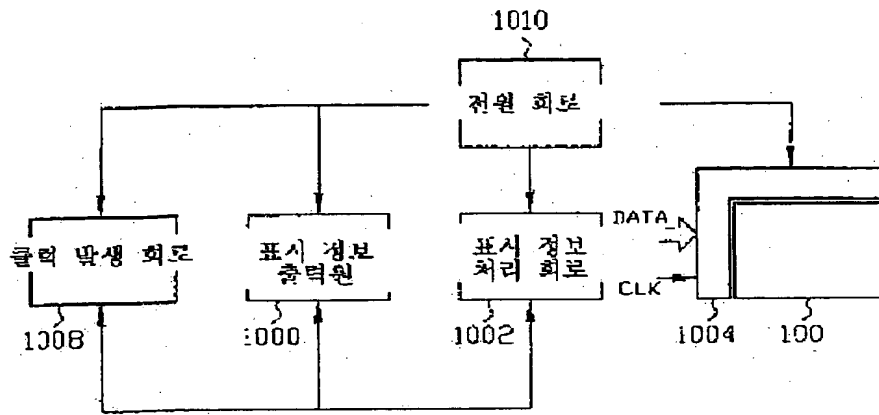 1010
전원 회로
DATA
클럭 발생 회로
표시 정보
출력원
표시 정보
처리 회로
CLK
1008
1000
1002
1004
100